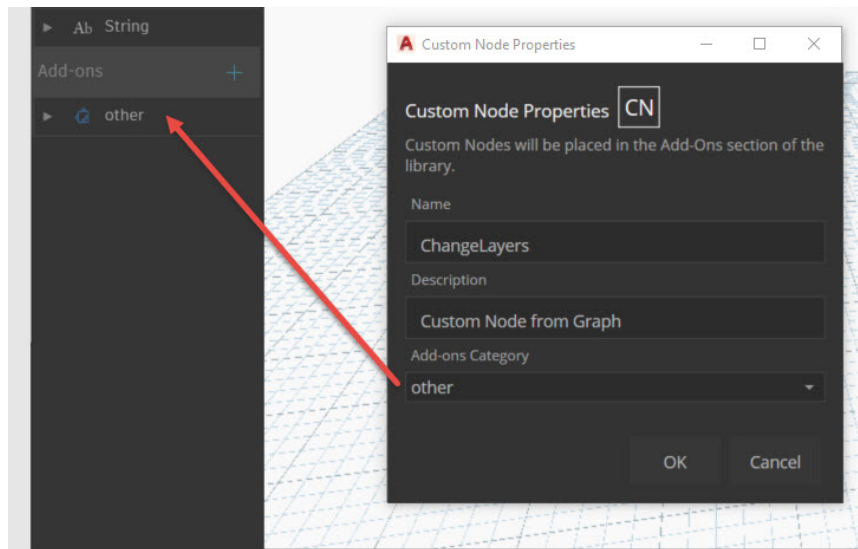 Ab String
Add-ons +
other
Custom Node Properties
Custom Node Properties CN
Custom Nodes will be placed in the Add-Ons section of the
library.
Name
ChangeLayers
Description
Custom Node from Graph
Add-ons Category
other
OK Cancel